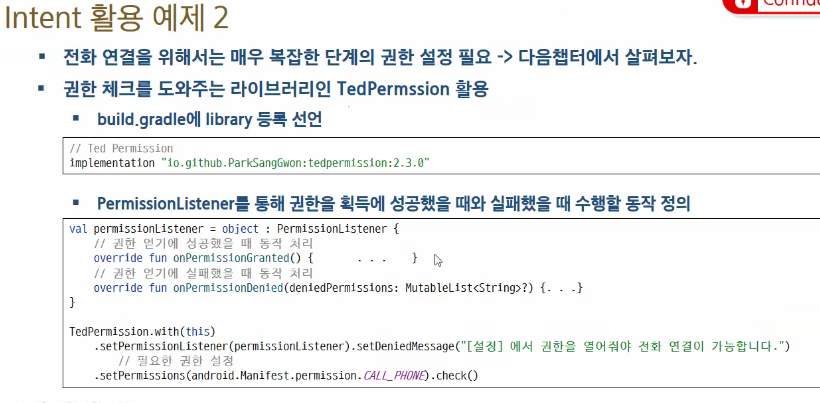 Intent 활용 예제 2
전화 연결을 위해서는 매우 복잡한 단계의 권한 설정 필요 -> 다음챕터에서 살펴보자.
권한 체크를 도와주는 라이브러리인 TedPermssion 활용
build.gradle에 library 등록 선언
// Ted Permission
implementation "io.github.ParkSangGwon:tedpermission:2.3.0"
PermissionListener를 통해 권한을 획득에 성공했을 때와 실패했을 때 수행할 동작 정의
val permissionListener = object : PermissionListener {
// 권한 얻기에 성공했을 때 동작 처리
override fun onPermissionGranted() { . . . }
// 권한 얻기에 실패했을 때 동작 처리
override fun onPermissionDenied(deniedPermissions: MutableList<String>?) {. . .}
}
TedPermission.with(this)
.setPermissionListener(permissionListener).setDeniedMessage("[설정] 에서 권한을 열어줘야 전화 연결이 가능합니다.")
// 필요한 권한 설정
.setPermissions(android.Manifest.permission.CALL_PHONE).check()